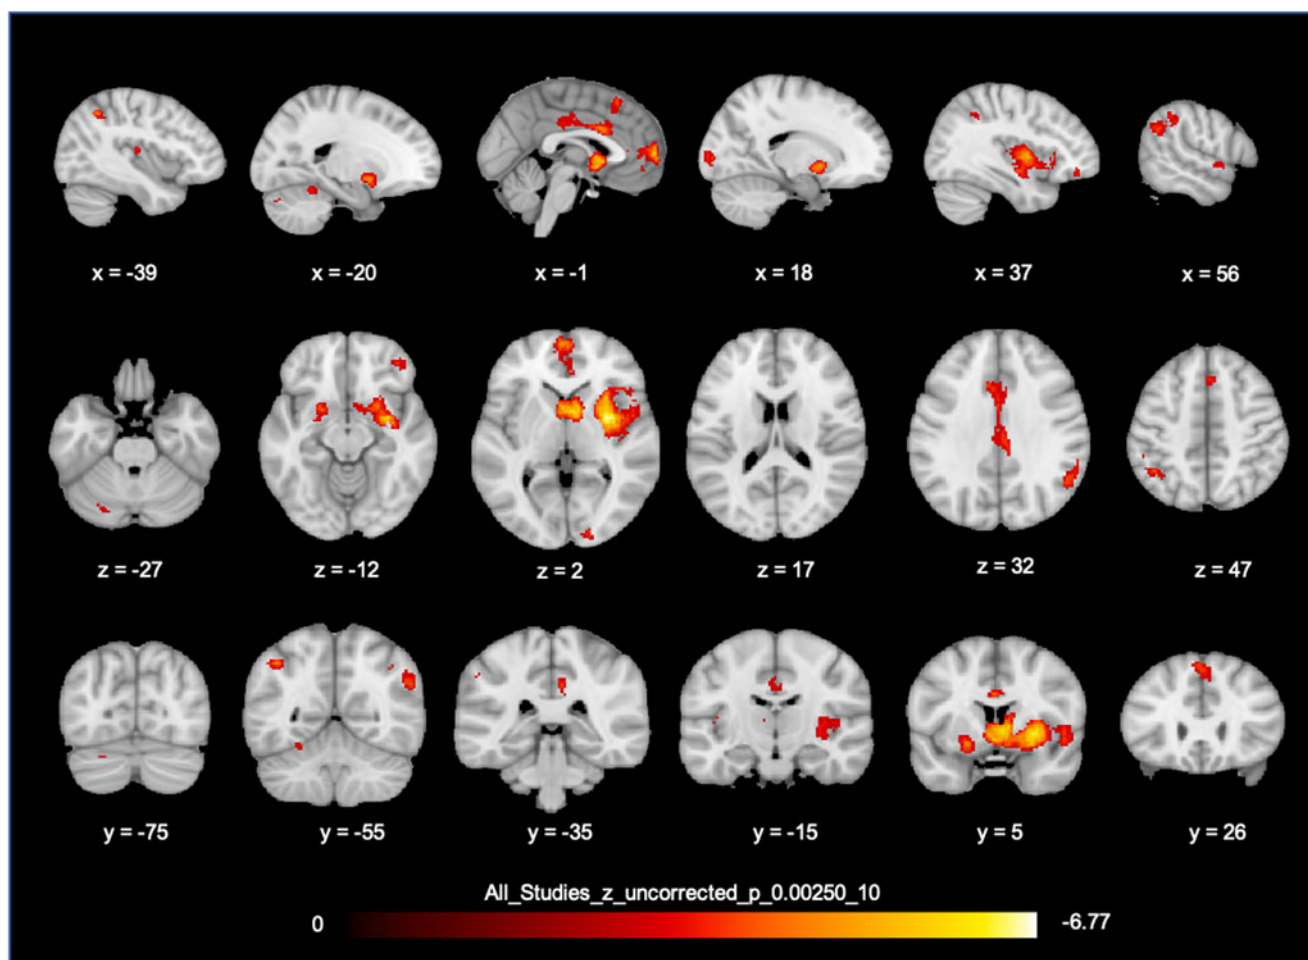 x = -39 x = -20 x = -1 x = 18 x = 37 x = 56
z = -27 z = -12 z = 2 z = 17 z = 32 z = 47
y = -75 y = -55 y = -35 y = -15 y = 5 y = 26
All_Studies_z_uncorrected_p_0.00250_10
0 -6.77